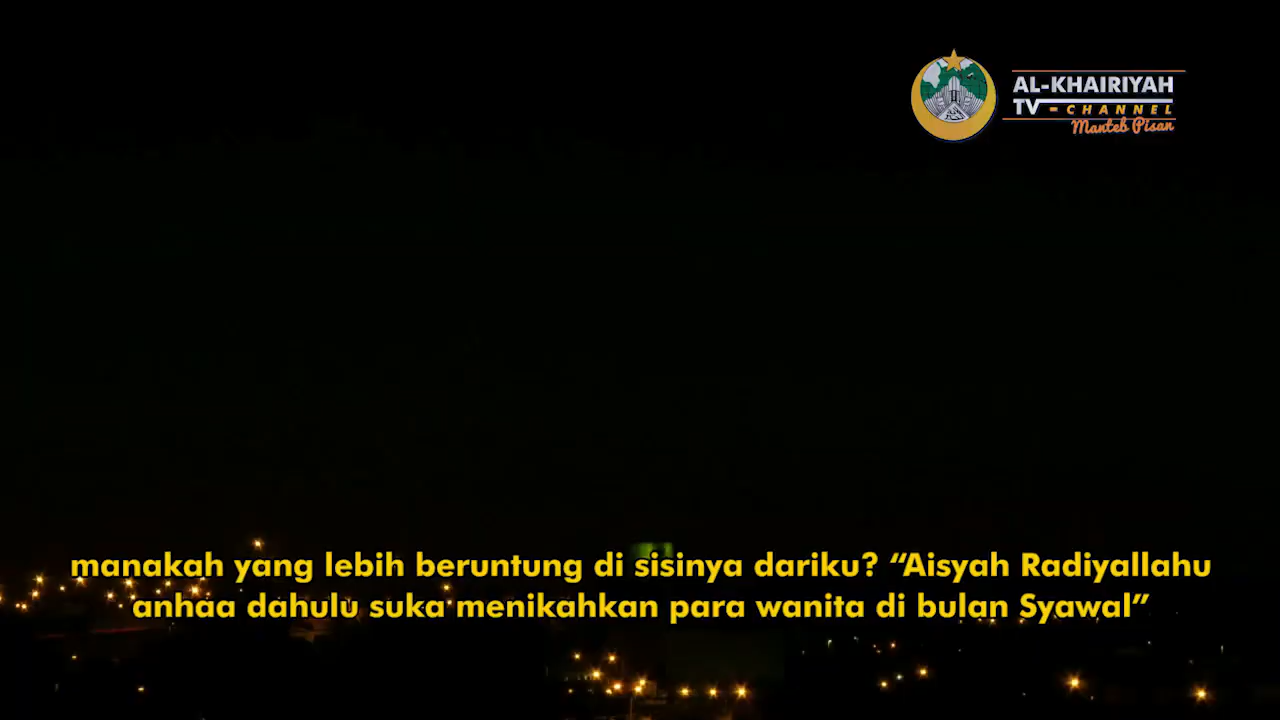 AL-KHAIRIYAH
TV - CHANNEL
Manteb Pisan
manakah yang lebih beruntung di sisinya dariku? “Aisyah Radiyallahu
anhaa dahulu suka menikahkan para wanita di bulan Syawal”